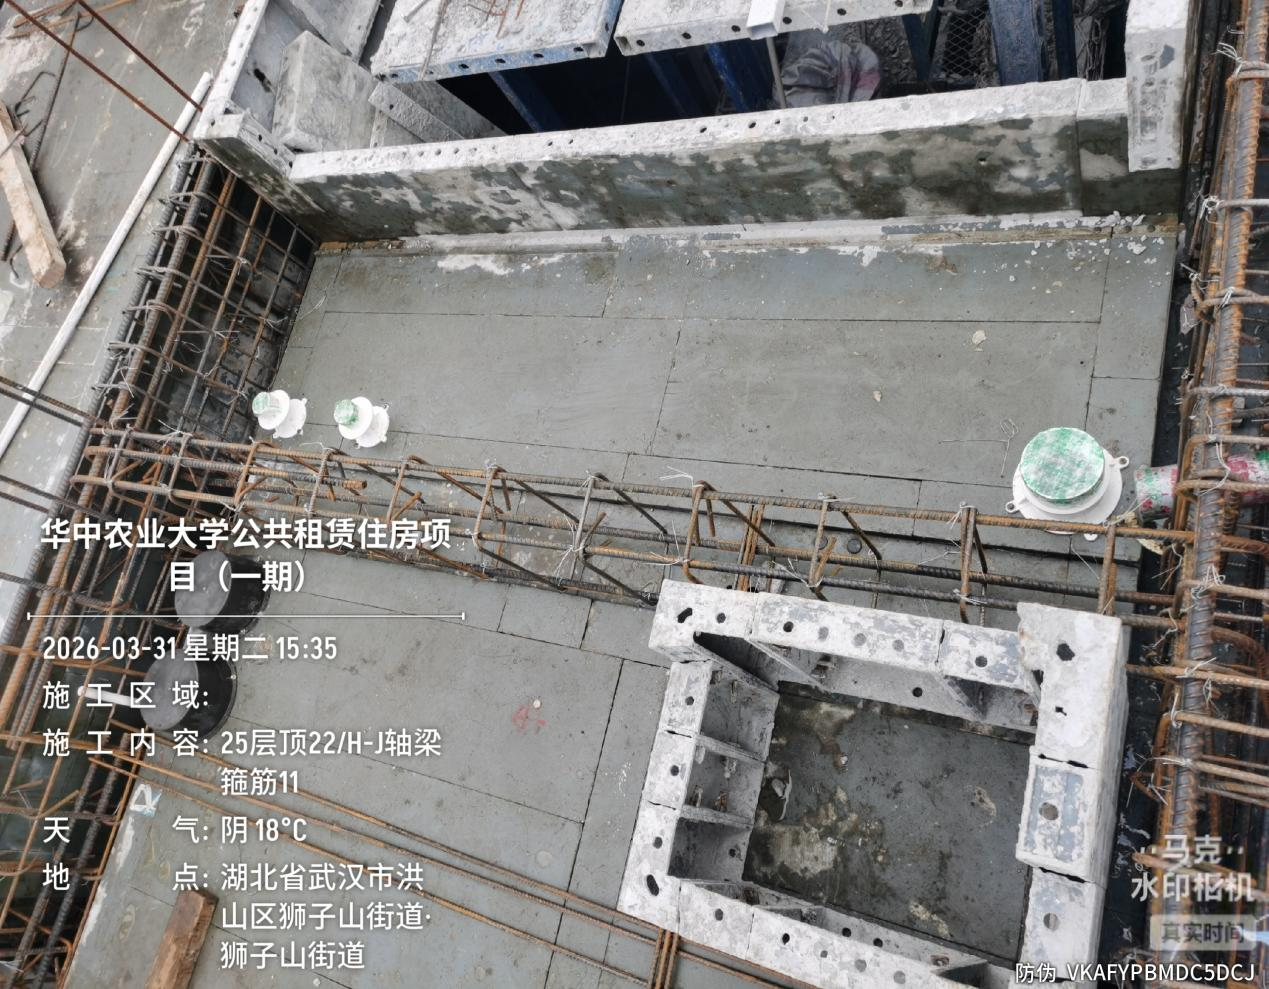 华中农业大学公共租赁住房项
目（一期）
2026-03-31 星期二 15:35
施工区域:
施工内容: 25层顶22/H-J轴梁
箍筋11
天气: 阴 18°C
地点: 湖北省武汉市洪
山区狮子山街道·
狮子山街道
马克
水印相机
真实时间
防伪 VKAFYPBMDC5DCJ